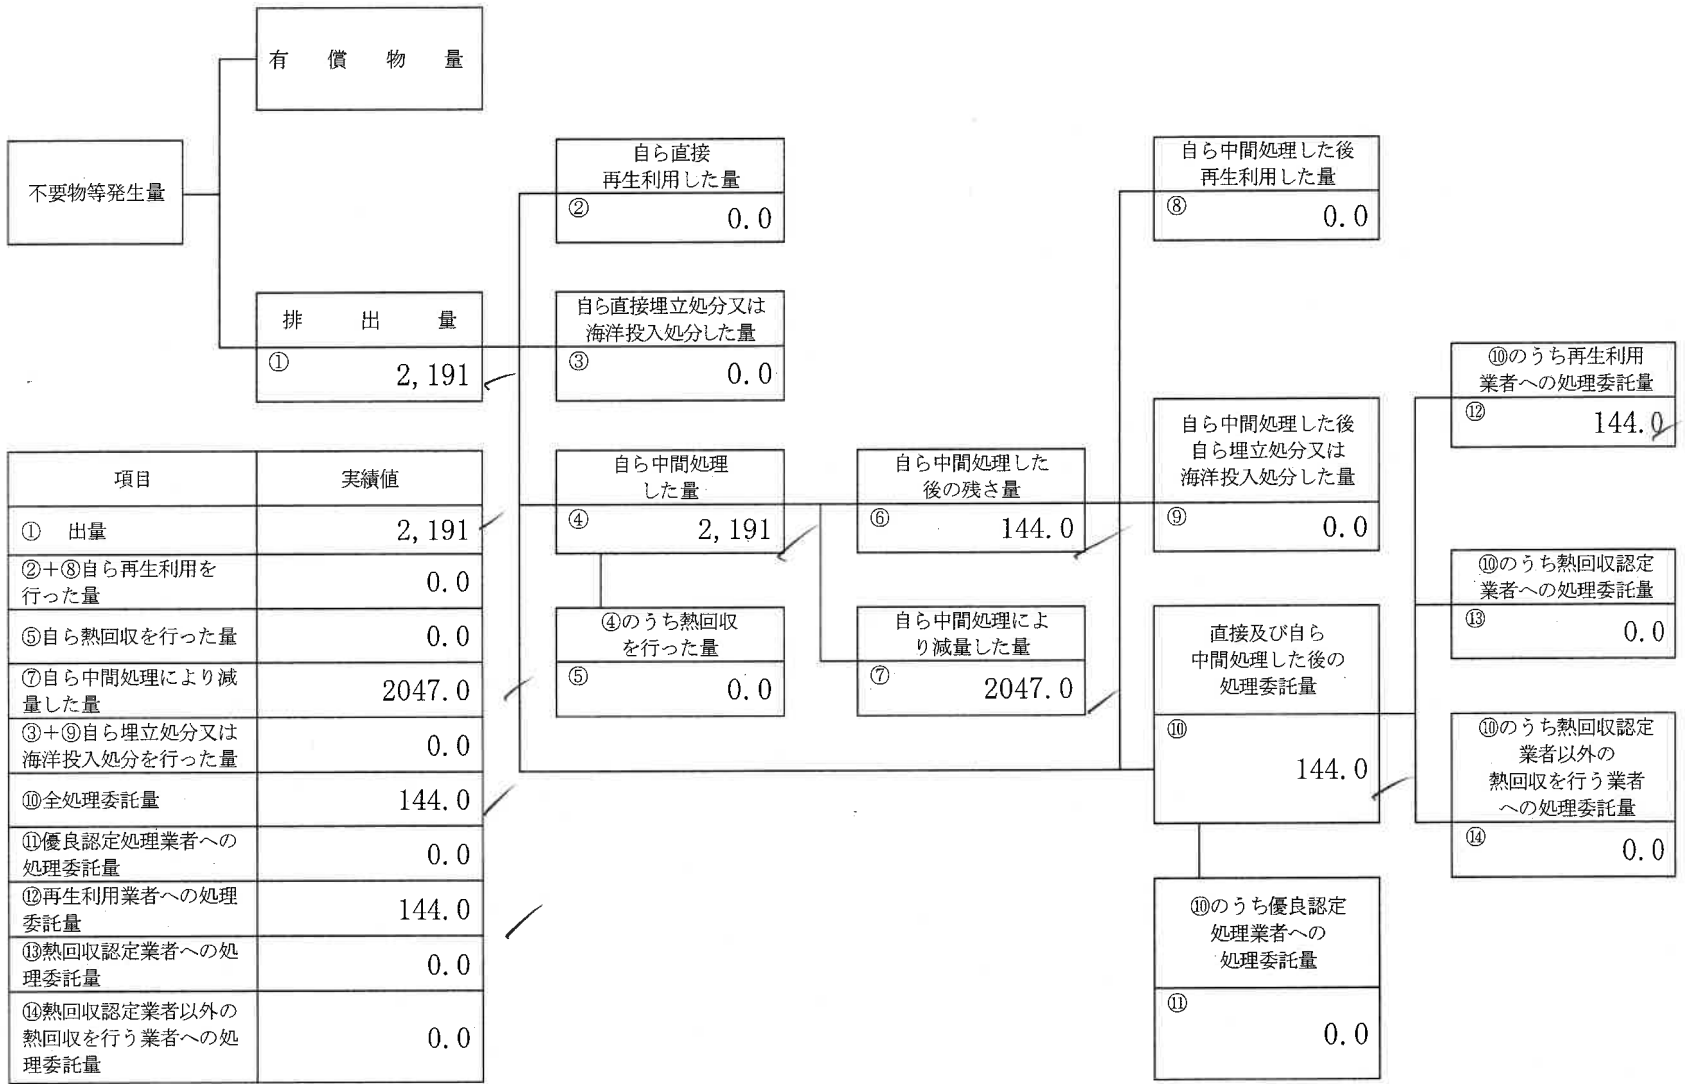 有償物量
不要物等発生量
排出量
① 2,191
自ら直接
再生利用した量
② 0.0
自ら直接埋立処分又は
海洋投入処分した量
③ 0.0
自ら中間処理
した量
④ 2,191
④のうち熱回収
を行った量
⑤ 0.0
自ら中間処理した
後の残さ量
⑥ 144.0
自ら中間処理によ
り減量した量
⑦ 2047.0
自ら中間処理した後
再生利用した量
⑧ 0.0
自ら中間処理した後
自ら埋立処分又は
海洋投入処分した量
⑨ 0.0
直接及び自ら
中間処理した後の
処理委託量
⑩
144.0
⑩のうち優良認定
処理業者への
処理委託量
⑪
0.0
⑩のうち再生利用
業者への処理委託量
⑫ 144.0
⑩のうち熱回収認定
業者への処理委託量
⑬ 0.0
⑩のうち熱回収認定
業者以外の
熱回収を行う業者
への処理委託量
⑭ 0.0
項目 実績値
① 出量 2,191
②+⑧自ら再生利用を
行った量 0.0
⑤自ら熱回収を行った量 0.0
⑦自ら中間処理により減
量した量 2047.0
③+⑨自ら埋立処分又は
海洋投入処分を行った量 0.0
⑩全処理委託量 144.0
⑪優良認定処理業者への
処理委託量 0.0
⑫再生利用業者への処理
委託量 144.0
⑬熱回収認定業者への処
理委託量 0.0
⑭熱回収認定業者以外の
熱回収を行う業者への処
理委託量 0.0